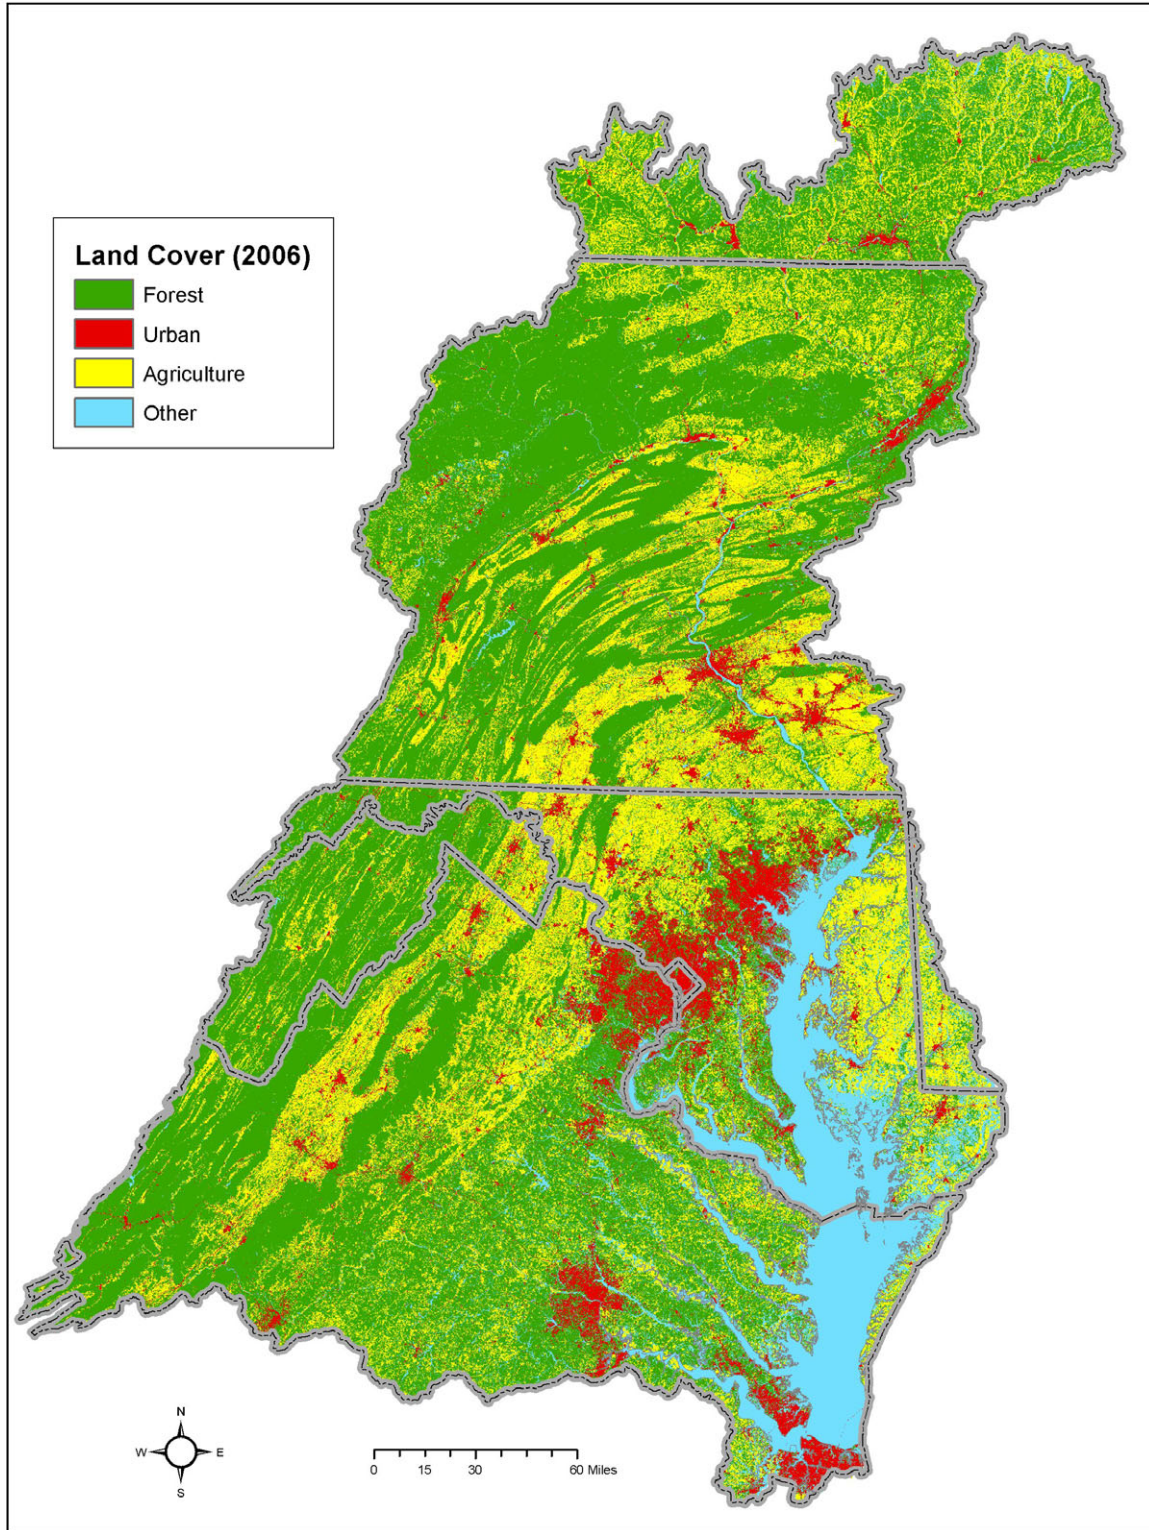 Land Cover (2006)
Forest
Urban
Agriculture
Other
N
W E
S
0 15 30 60 Miles